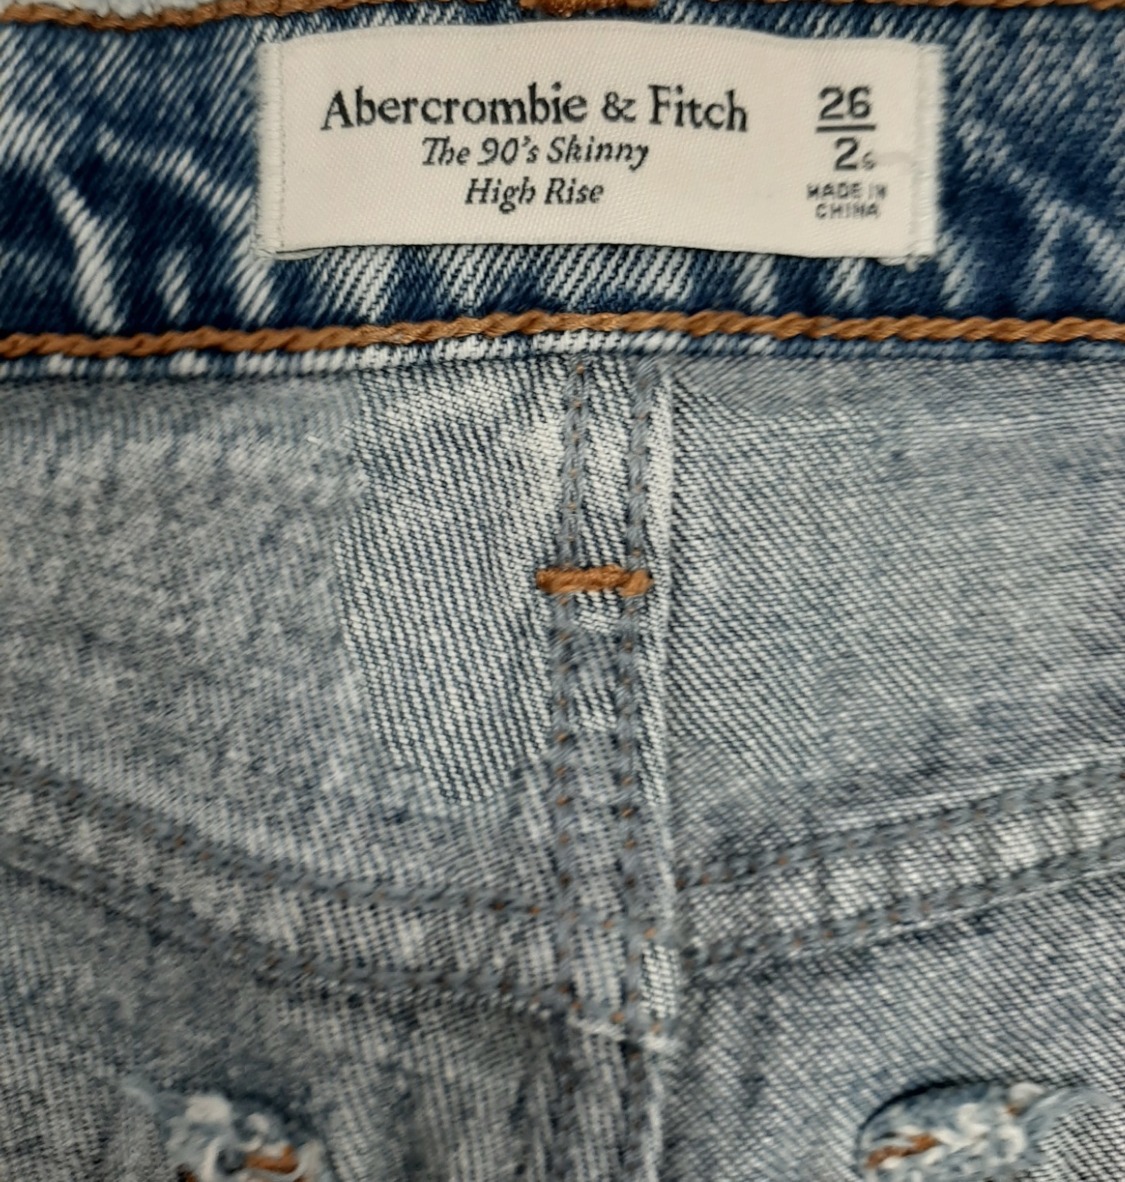 Abercrombie & Fitch
The 90's Skinny
High Rise
26
2s
MADE IN
CHINA